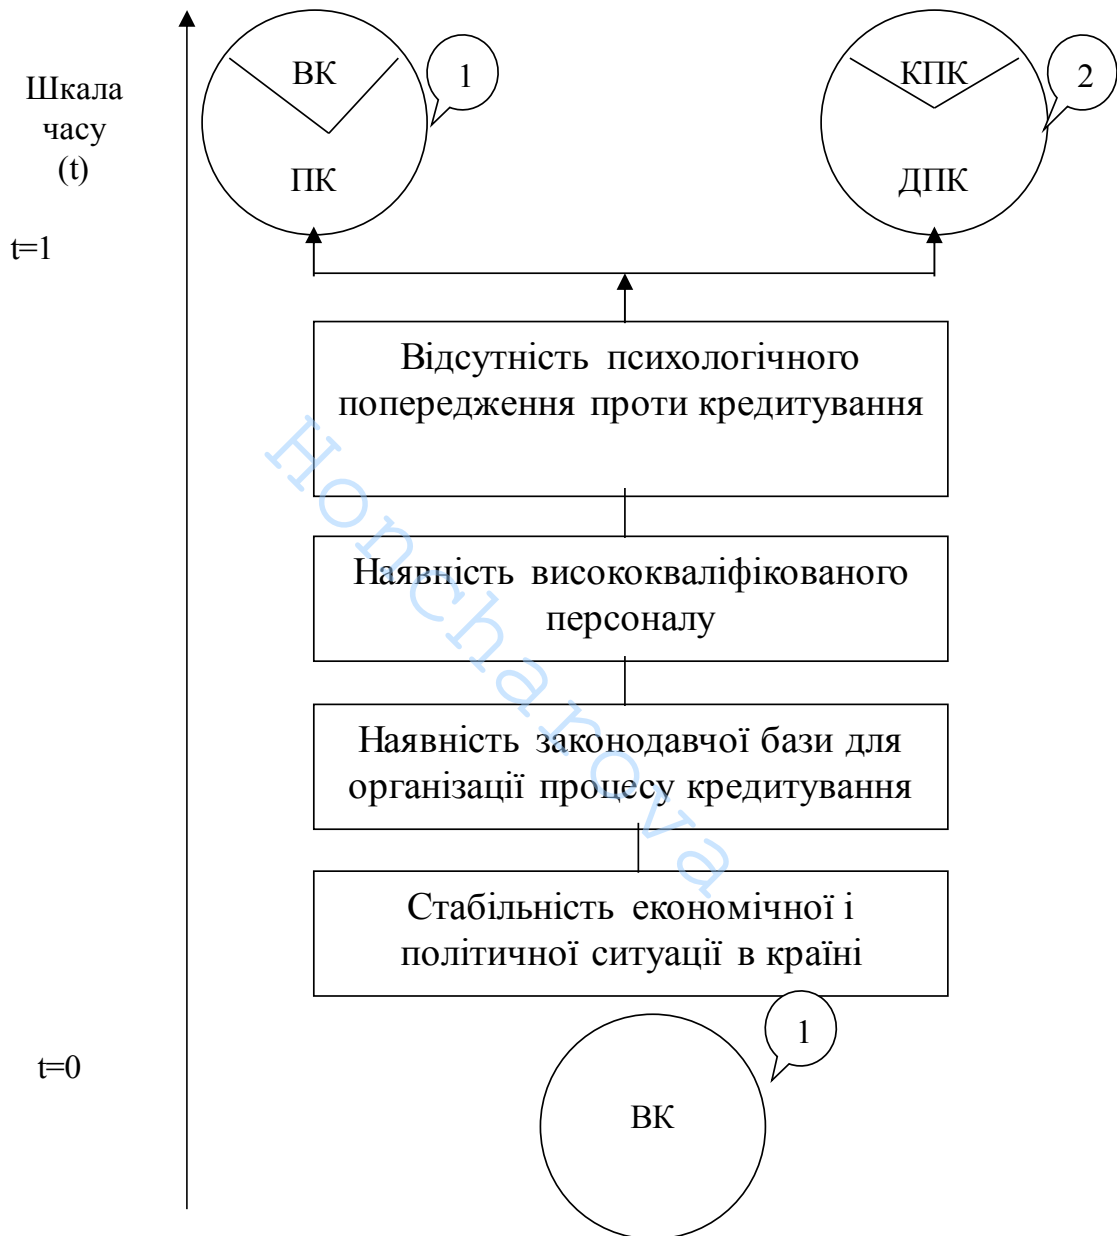 ВК
1
КПК
2
Шкала
часу
(t)
ПК
ДПК
t=1
Відсутність психологічного
попередження проти кредитування
Наявність висококваліфікованого
персоналу
Наявність законодавчої бази для
організації процесу кредитування
Стабільність економічної і
політичної ситуації в країні
1
t=0
ВК
Honcharova